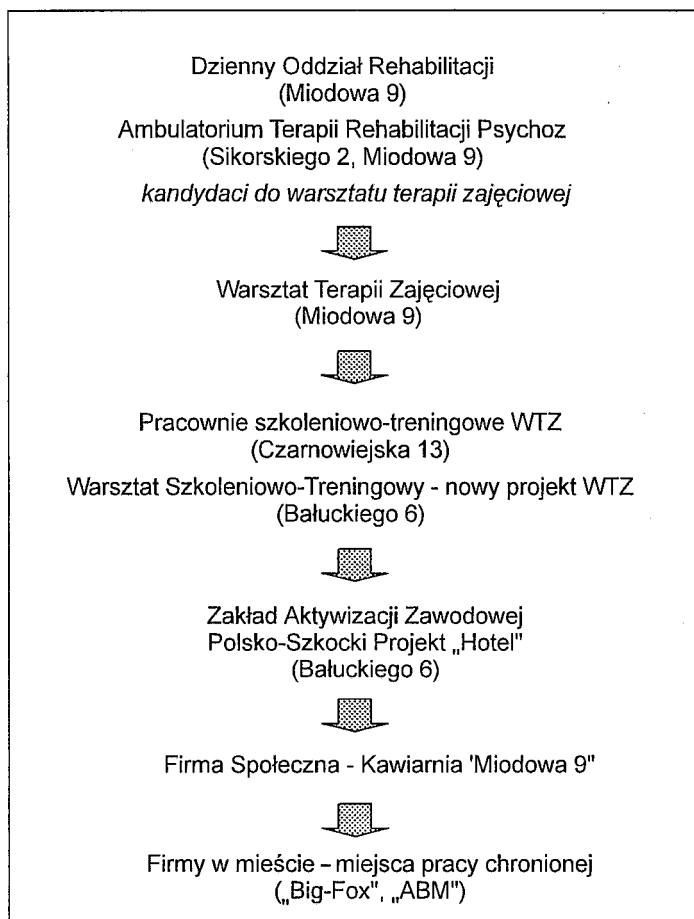 Dzienny Oddział Rehabilitacji
(Miodowa 9)
Ambulatorium Terapii Rehabilitacji Psychoz
(Sikorskiego 2, Miodowa 9)
kandydaci do warsztatu terapii zajęciowej
Warsztat Terapii Zajęciowej
(Miodowa 9)
Pracownie szkoleniowo-treningowe WTZ
(Czarnowiejska 13)
Warsztat Szkoleniowo-Treningowy - nowy projekt WTZ
(Bałuckiego 6)
Zakład Aktywizacji Zawodowej
Polsko-Szkocki Projekt „Hotel"
(Bałuckiego 6)
Firma Społeczna - Kawiarnia 'Miodowa 9"
Firmy w mieście – miejsca pracy chronionej
(„Big-Fox", „ABM")